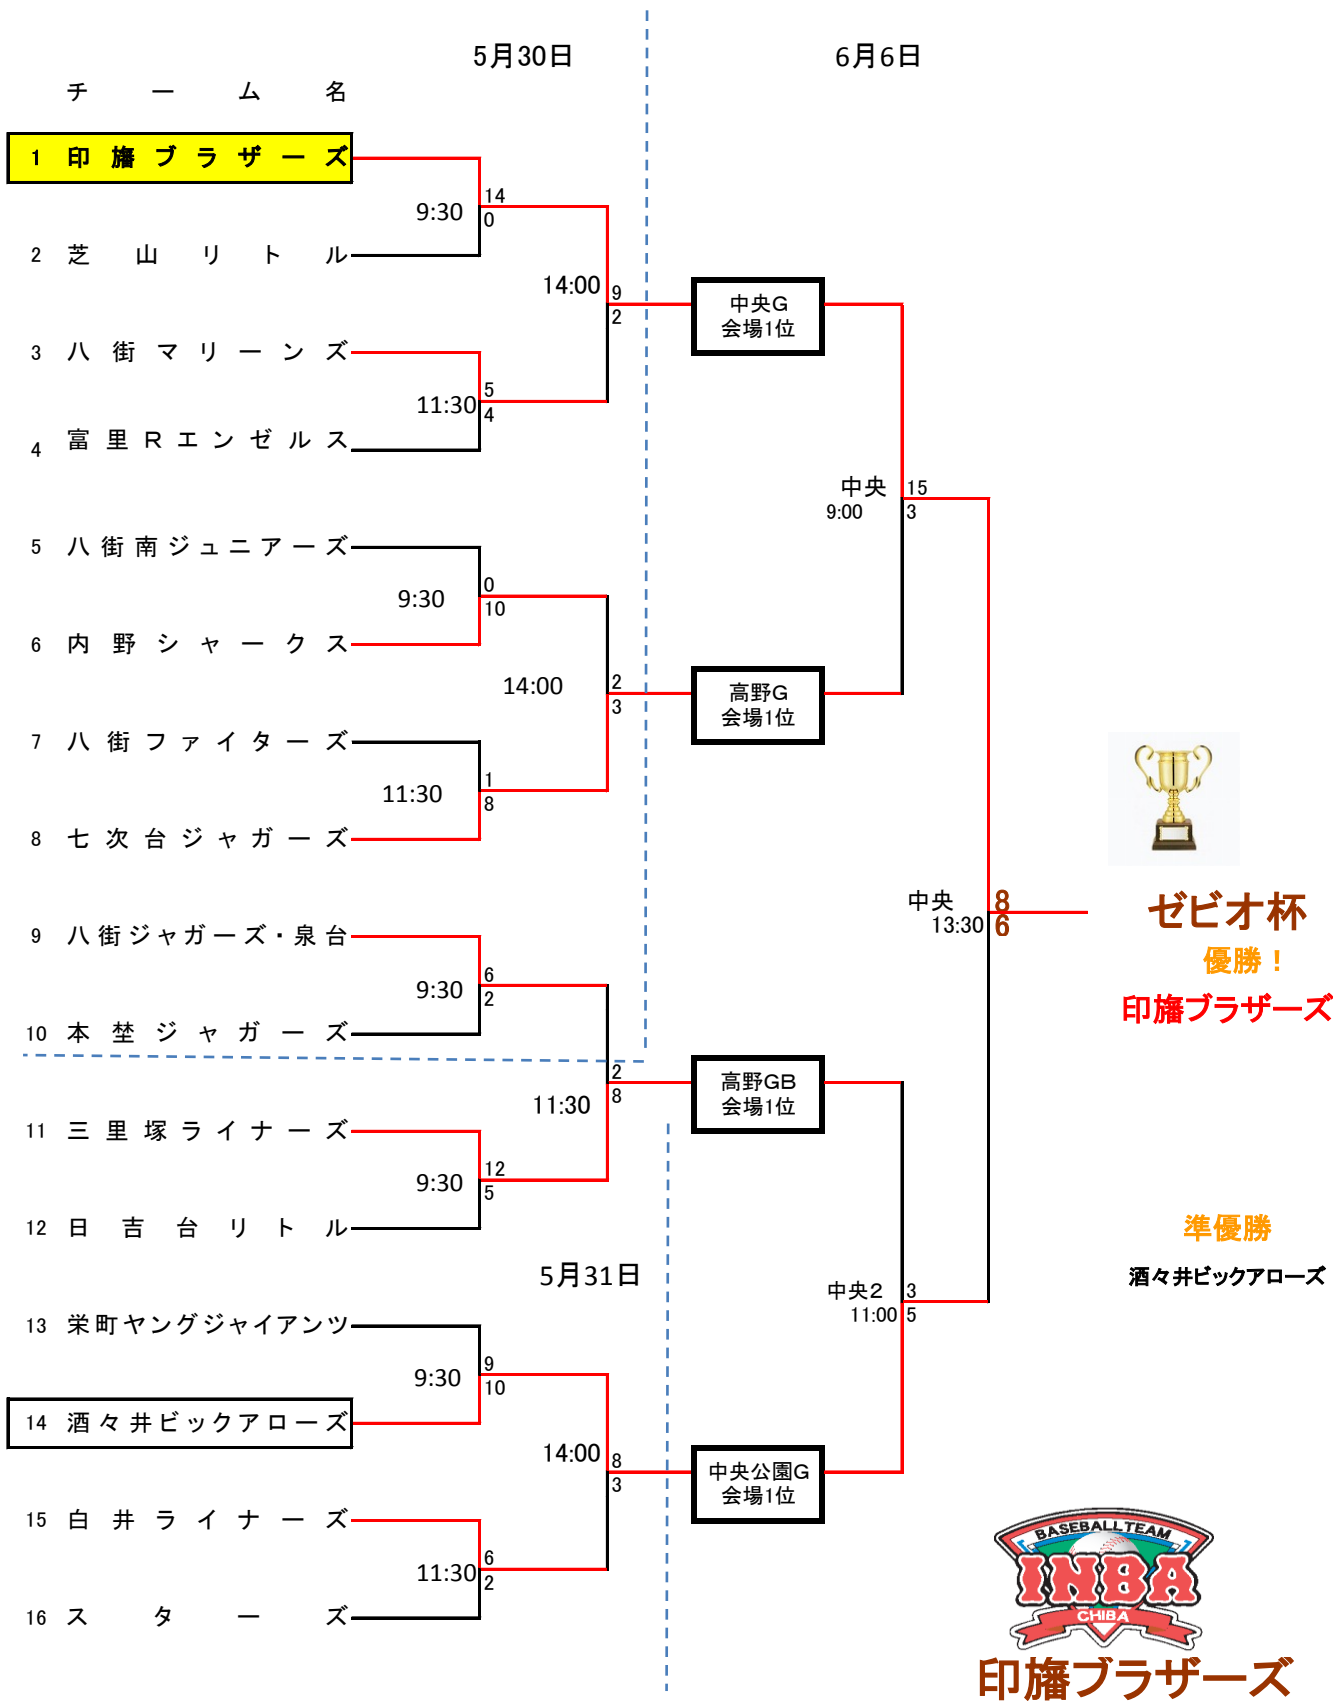 5月30日
6月6日
チーム名
1 印旛ブラザーズ
14
9:30
0
2 芝山リトル
14:00
9
2
中央G
会場1位
3 八街マリーンズ
5
11:30
4
4 富里Rエンゼルス
中央
15
9:00
3
5 八街南ジュニアーズ
0
9:30
10
6 内野シャークス
14:00
2
3
高野G
会場1位
7 八街ファイターズ
1
11:30
8
8 七次台ジャガーズ
中央
8
13:30
6
ゼビオ杯
優勝！
印旛ブラザーズ
9 八街ジャガーズ・泉台
6
9:30
2
10 本埜ジャガーズ
2
11:30
8
高野GB
会場1位
11 三里塚ライナーズ
12
9:30
5
12 日吉台リトル
準優勝
酒々井ビックアローズ
5月31日
中央2
3
11:00
5
13 栄町ヤングジャイアンツ
9
9:30
10
14 酒々井ビックアローズ
14:00
8
3
中央公園G
会場1位
15 白井ライナーズ
6
11:30
2
16 スターズ
BASEBALL TEAM
INBA
CHIBA
印旛ブラザーズ